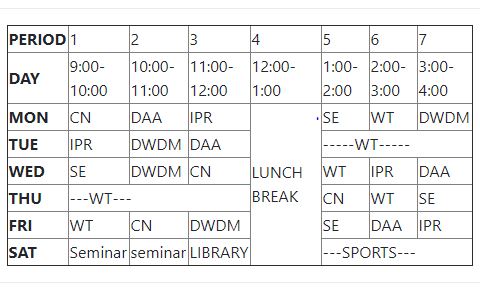 PERIOD 1 2 3 4 5 6 7
DAY 9:00-10:00 10:00-11:00 11:00-12:00 12:00-1:00 1:00-2:00 2:00-3:00 3:00-4:00
MON CN DAA IPR LUNCH BREAK SE WT DWDM
TUE IPR DWDM DAA -----WT-----
WED SE DWDM CN WT IPR DAA
THU ---WT--- CN WT SE
FRI WT CN DWDM SE DAA IPR
SAT Seminar seminar LIBRARY ---SPORTS---